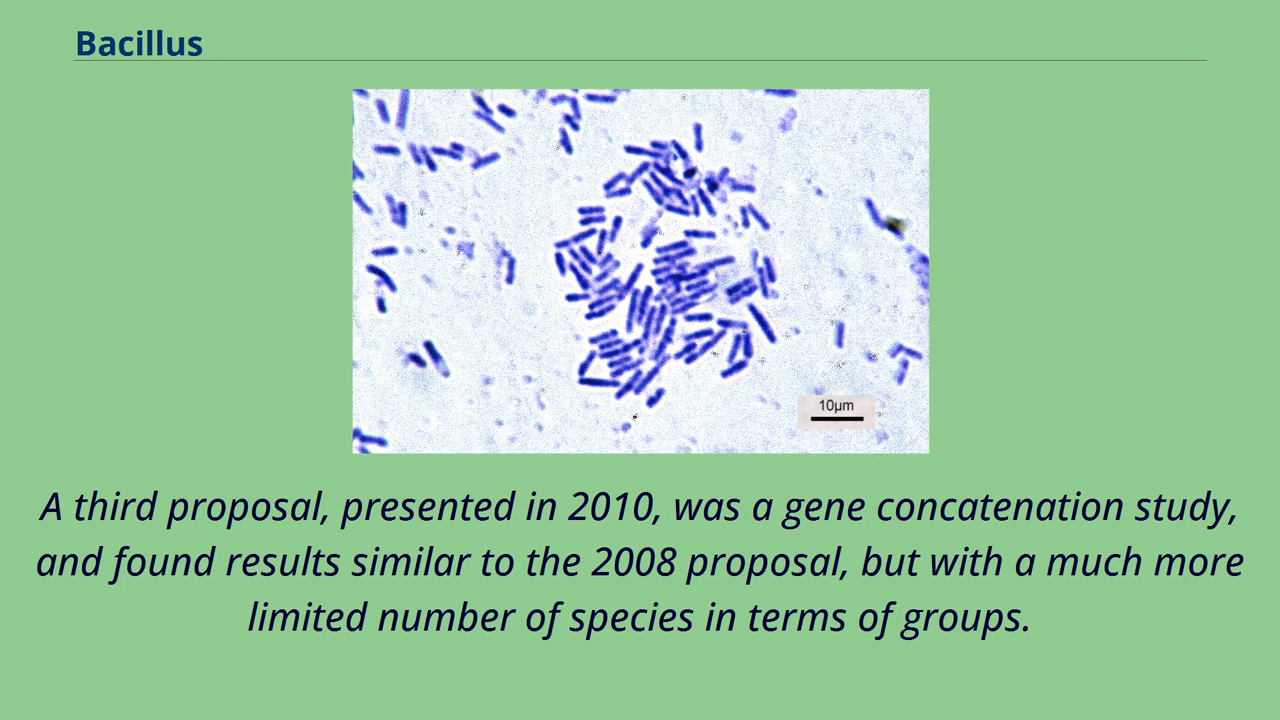 Bacillus
10µm
A third proposal, presented in 2010, was a gene concatenation study,
and found results similar to the 2008 proposal, but with a much more
limited number of species in terms of groups.